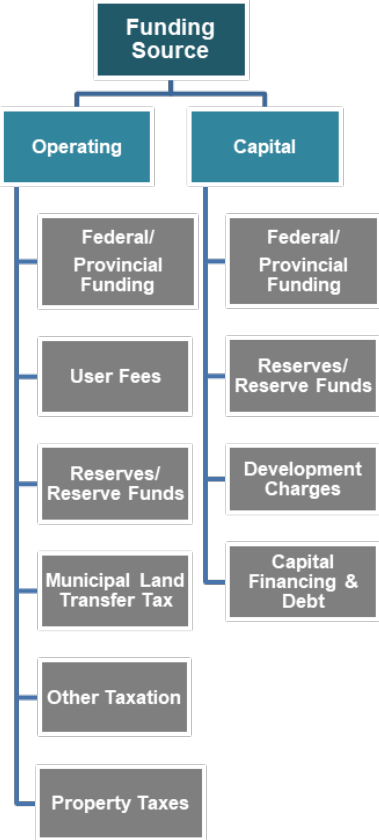 Funding
Source
Operating
Capital
Federal/
Provincial
Funding
User Fees
Reserves/
Reserve Funds
Municipal Land
Transfer Tax
Other Taxation
Property Taxes
Federal/
Provincial
Funding
Reserves/
Reserve Funds
Development
Charges
Capital
Financing &
Debt